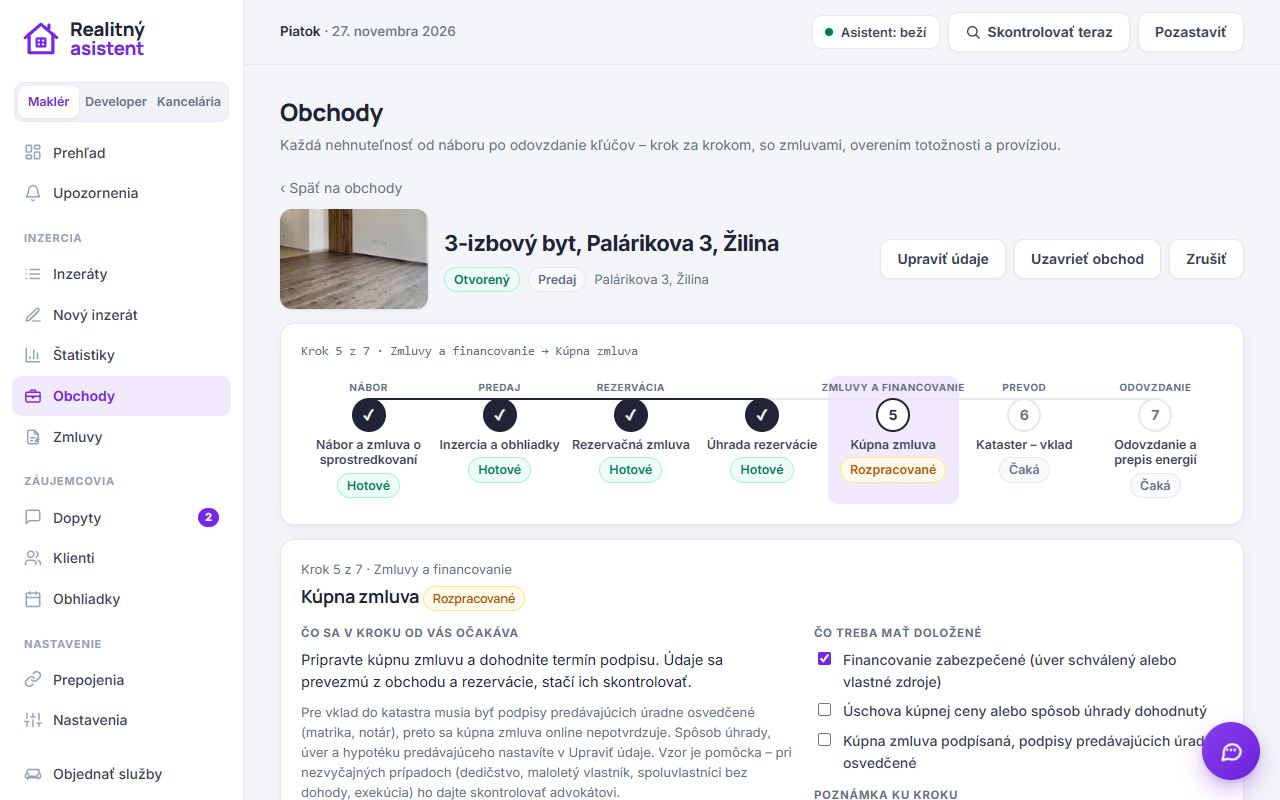 Realitný
asistent
Maklér Developer Kancelária
Prehľad
Upozornenia
INZERCIA
Inzeráty
Nový inzerát
Štatistiky
Obchody
Zmluvy
ZÁUJEMCOVIA
Dopyty 2
Klienti
Obhliadky
NASTAVENIE
Prepojenia
Nastavenia
Objednať služby
Piatok · 27. novembra 2026
Asistent: beží
Skontrolovať teraz
Pozastaviť
Obchody
Každá nehnuteľnosť od náboru po odovzdanie kľúčov – krok za krokom, so zmluvami, overením totožnosti a províziou.
‹ Späť na obchody
3-izbový byt, Palárikova 3, Žilina
Otvorený Predaj Palárikova 3, Žilina
Upraviť údaje
Uzavrieť obchod
Zrušiť
Krok 5 z 7 · Zmluvy a financovanie → Kúpna zmluva
NÁBOR
✓
Nábor a zmluva o
sprostredkovaní
Hotové
PREDAJ
✓
Inzercia a obhliadky
Hotové
REZERVÁCIA
✓
Rezervačná zmluva
Hotové
✓
Úhrada rezervácie
Hotové
ZMLUVY A FINANCOVANIE
5
Kúpna zmluva
Rozpracované
PREVOD
6
Kataster – vklad
Čaká
ODOVZDANIE
7
Odovzdanie a
prepis energií
Čaká
Krok 5 z 7 · Zmluvy a financovanie
Kúpna zmluva Rozpracované
ČO SA V KROKU OD VÁS OČAKÁVA
Pripravte kúpnu zmluvu a dohodnite termín podpisu. Údaje sa
prevezmú z obchodu a rezervácie, stačí ich skontrolovať.
Pre vklad do katastra musia byť podpisy predávajúcich úradne osvedčené
(matrika, notár), preto sa kúpna zmluva online nepotvrdzuje. Spôsob úhrady,
úver a hypotéku predávajúceho nastavíte v Upraviť údaje. Vzor je pomôcka – pri
nezvyčajných prípadoch (dedičstvo, maloletý vlastník, spoluvlastníci bez
dohody, exekúcia) ho dajte skontrolovať advokátovi.
ČO TREBA MAŤ DOLOŽENÉ
Financovanie zabezpečené (úver schválený alebo
vlastné zdroje)
Úschova kúpnej ceny alebo spôsob úhrady dohodnutý
Kúpna zmluva podpísaná, podpisy predávajúcich úrad
osvedčené
POZNÁMKA KU KROKU